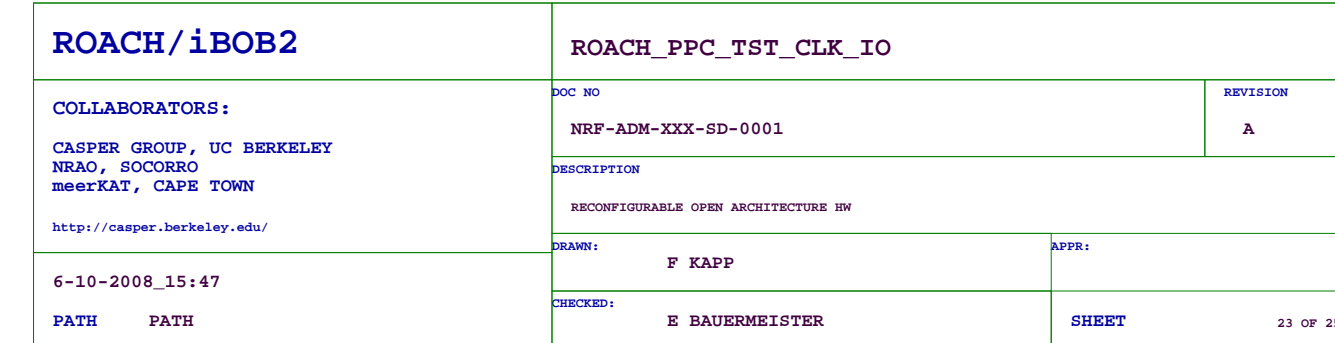 ROACH/iBOB2
ROACH_PPC_TST_CLK_IO
COLLABORATORS:
CASPER GROUP, UC BERKELEY
NRAO, SOCORRO
meerKAT, CAPE TOWN
http://casper.berkeley.edu/
6-10-2008_15:47
PATH PATH
DOC NO
NRF-ADM-XXX-SD-0001
REVISION
A
DESCRIPTION
RECONFIGURABLE OPEN ARCHITECTURE HW
DRAWN:
F KAPP
APPR:
CHECKED:
E BAUERMEISTER
SHEET 23 OF